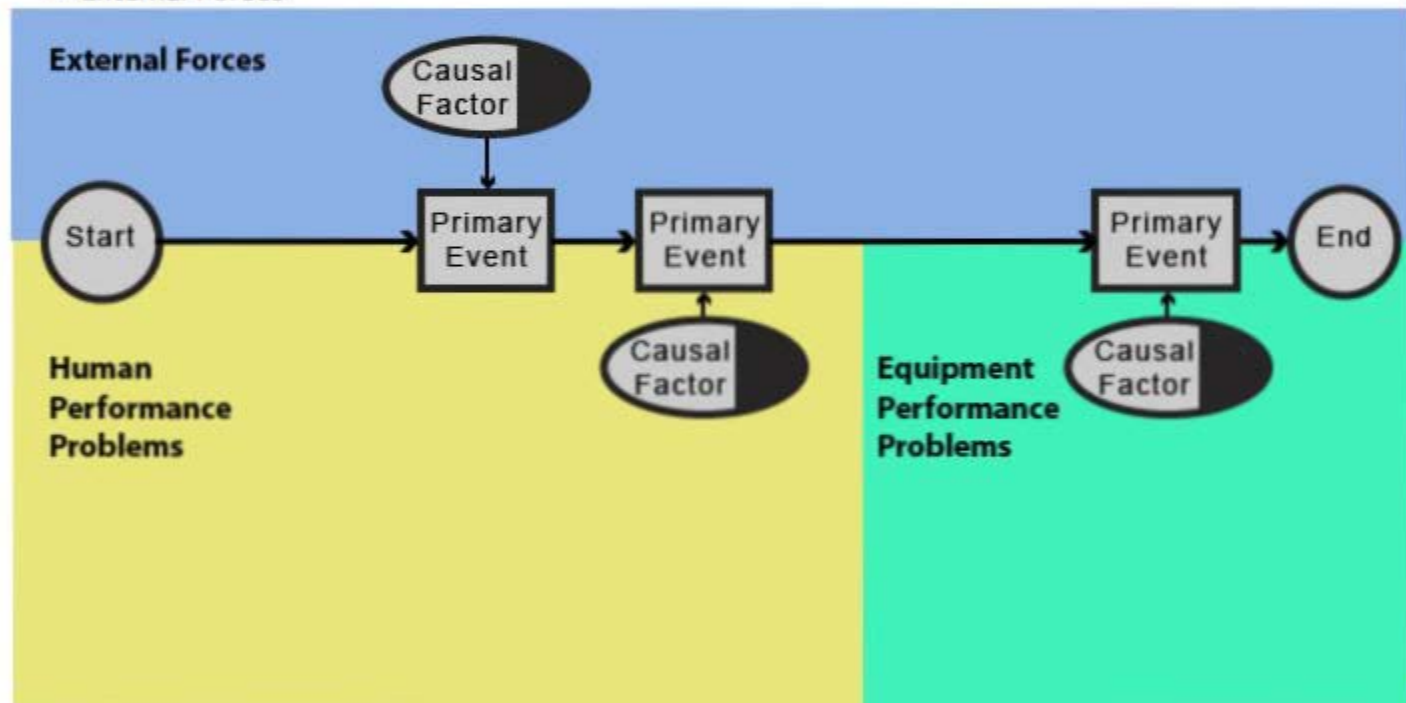 External Forces
Causal
Factor
Start
Primary
Event
Primary
Event
Primary
Event
End
Human
Performance
Problems
Causal
Factor
Equipment
Performance
Problems
Causal
Factor